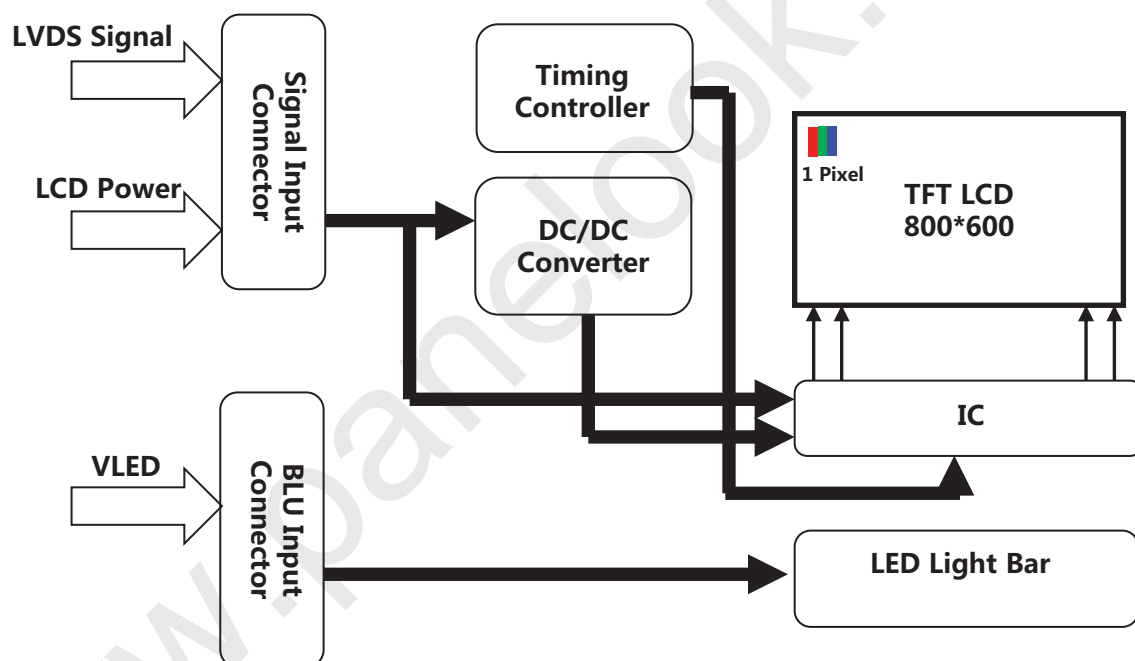 LVDS Signal
LCD Power
Signal Input
Connector
Timing
Controller
DC/DC
Converter
1 Pixel
TFT LCD
800*600
IC
VLED
BLU Input
Connector
LED Light Bar
w.panelook.